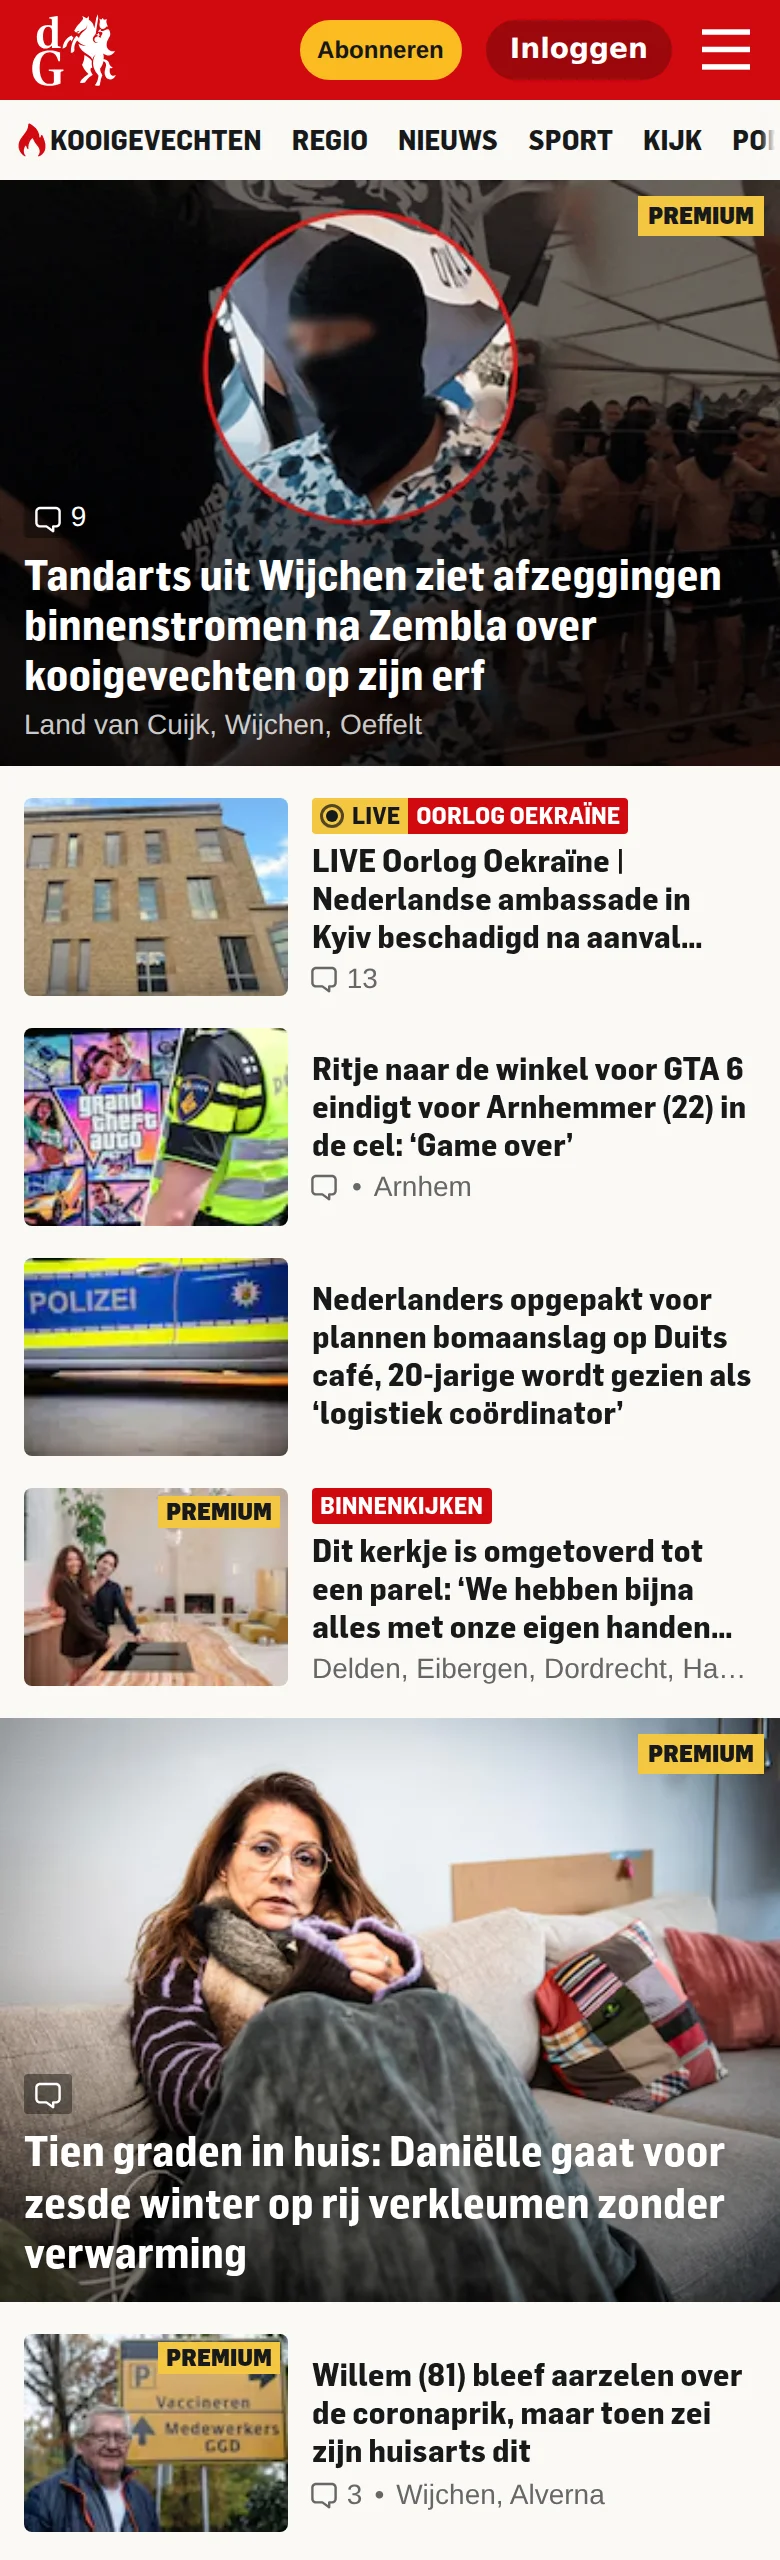 dG
Abonneren
Inloggen
KOOIGEVECHTEN REGIO NIEUWS SPORT KIJK
PREMIUM
9
Tandarts uit Wijchen ziet afzeggingen
binnenstromen na Zembla over
kooigevechten op zijn erf
Land van Cuijk, Wijchen, Oeffelt
LIVE OORLOG OEKRAÏNE
LIVE Oorlog Oekraïne |
Nederlandse ambassade in
Kyiv beschadigd na aanval...
13
grand
theft
auto
Ritje naar de winkel voor GTA 6
eindigt voor Arnhemmer (22) in
de cel: ‘Game over’
• Arnhem
POLIZEI
Nederlanders opgepakt voor
plannen bomaanslag op Duits
café, 20-jarige wordt gezien als
‘logistiek coördinator’
PREMIUM
BINNENKIJKEN
Dit kerkje is omgetoverd tot
een parel: ‘We hebben bijna
alles met onze eigen handen...
Delden, Eibergen, Dordrecht, Ha...
PREMIUM
Tien graden in huis: Daniëlle gaat voor
zesde winter op rij verkleumen zonder
verwarming
PREMIUM
P
Vaccineren
Medewerkers
GGD
Willem (81) bleef aarzelen over
de coronaprik, maar toen zei
zijn huisarts dit
3 • Wijchen, Alverna